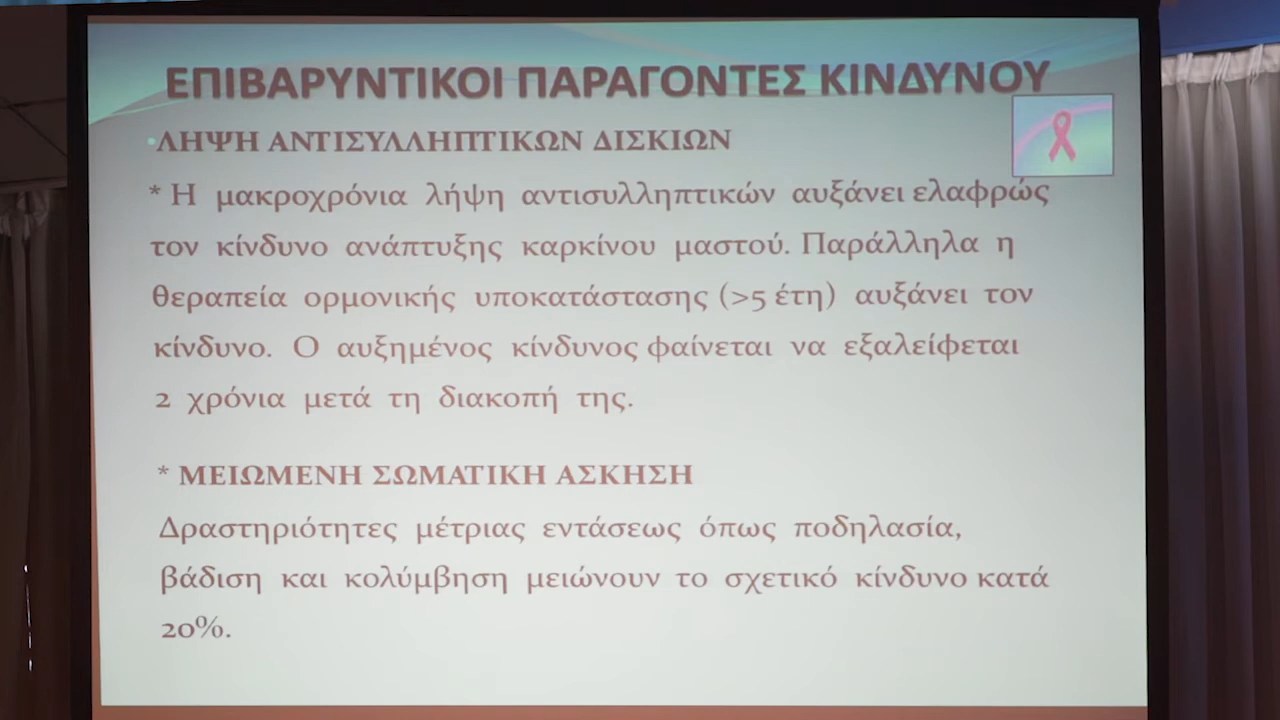 ΕΠΙΒΑΡΥΝΤΙΚΟΙ ΠΑΡΑΓΟΝΤΕΣ ΚΙΝΔΥΝΟΥ
•ΛΗΨΗ ΑΝΤΙΣΥΛΛΗΠΤΙΚΩΝ ΔΙΣΚΙΩΝ
* Η μακροχρόνια λήψη αντισυλληπτικών αυξάνει ελαφρώς
τον κίνδυνο ανάπτυξης καρκίνου μαστού. Παράλληλα η
θεραπεία ορμονικής υποκατάστασης (>5 έτη) αυξάνει τον
κίνδυνο. Ο αυξημένος κίνδυνος φαίνεται να εξαλείφεται
2 χρόνια μετά τη διακοπή της.
* ΜΕΙΩΜΕΝΗ ΣΩΜΑΤΙΚΗ ΑΣΚΗΣΗ
Δραστηριότητες μέτριας εντάσεως όπως ποδηλασία,
βάδιση και κολύμβηση μειώνουν το σχετικό κίνδυνο κατά
20%.